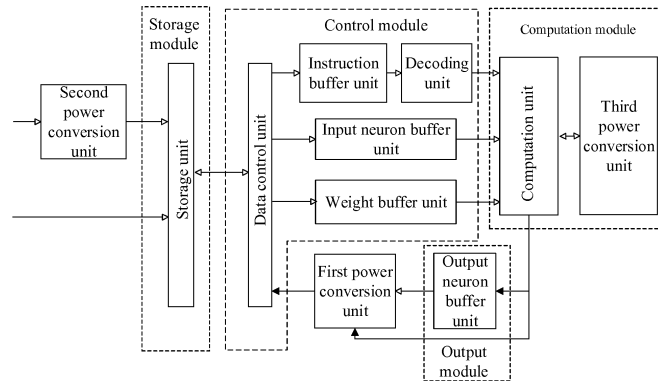 Storage
module
Control module
Computation module
Second
power
conversion
unit
Storage unit
Data control unit
Instruction
buffer unit
Decoding
unit
Input neuron buffer
unit
Weight buffer unit
Computation unit
Third
power
conversion
unit
First power
conversion
unit
Output
neuron
buffer
unit
Output
module